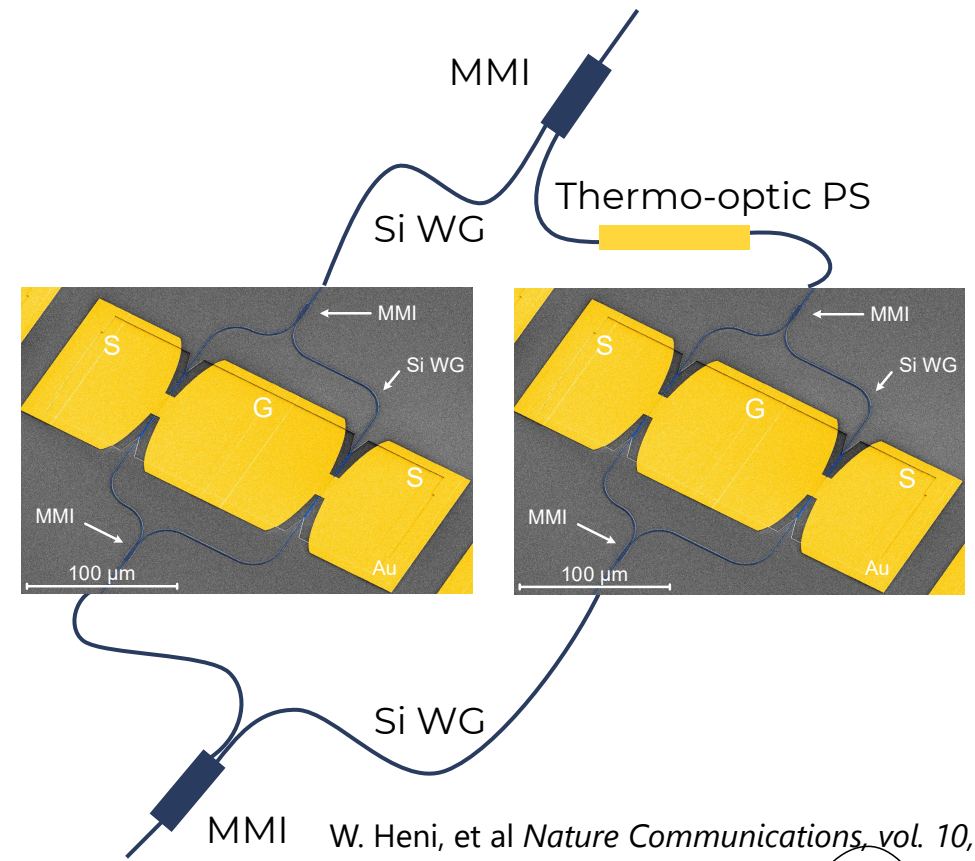 MMI
Thermo-optic PS
Si WG
MMI
Si WG
S
G
S
MMI
Au
100 µm
MMI
Si WG
S
G
S
MMI
Au
100 µm
Si WG
MMI
W. Heni, et al Nature Communications, vol. 10,